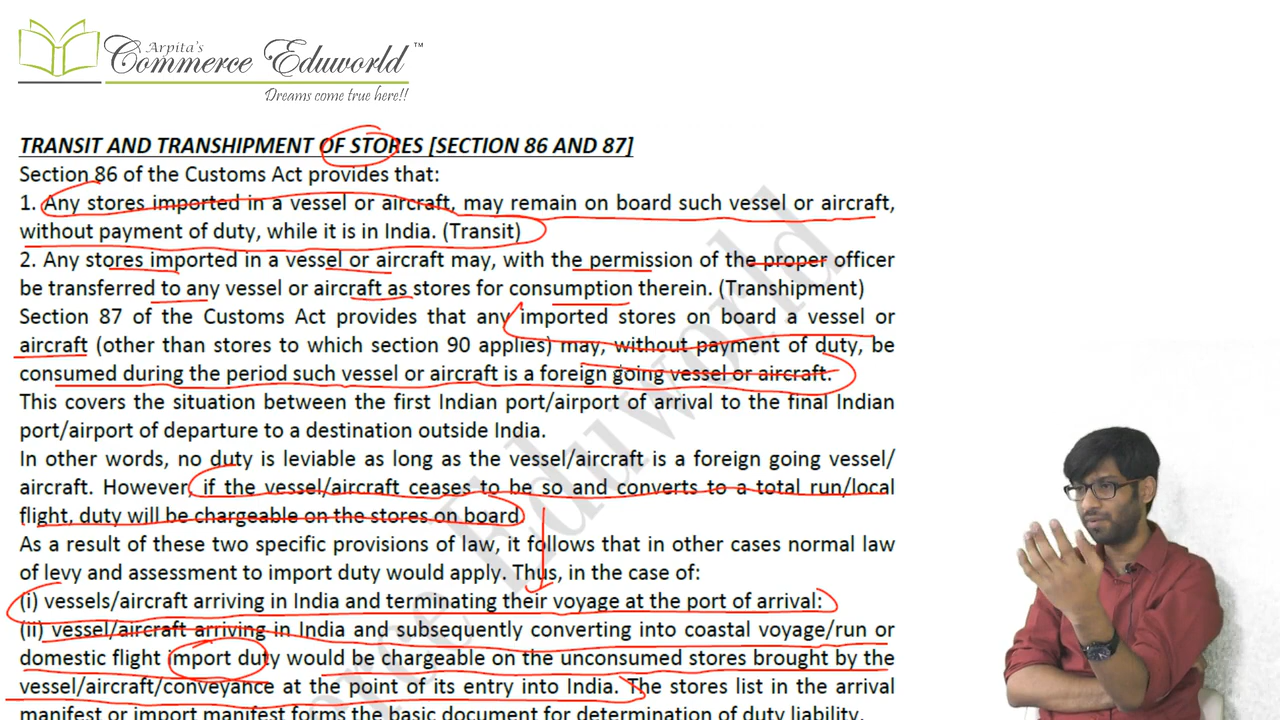 Arpita's
Commerce Eduworld™
Dreams come true here!!
TRANSIT AND TRANSHIPMENT OF STORES [SECTION 86 AND 87]
Section 86 of the Customs Act provides that:
1. Any stores imported in a vessel or aircraft, may remain on board such vessel or aircraft,
without payment of duty, while it is in India. (Transit)
2. Any stores imported in a vessel or aircraft may, with the permission of the proper officer
be transferred to any vessel or aircraft as stores for consumption therein. (Transhipment)
Section 87 of the Customs Act provides that any imported stores on board a vessel or
aircraft (other than stores to which section 90 applies) may, without payment of duty, be
consumed during the period such vessel or aircraft is a foreign going vessel or aircraft.
This covers the situation between the first Indian port/airport of arrival to the final Indian
port/airport of departure to a destination outside India.
In other words, no duty is leviable as long as the vessel/aircraft is a foreign going vessel/
aircraft. However, if the vessel/aircraft ceases to be so and converts to a total run/local
flight, duty will be chargeable on the stores on board
As a result of these two specific provisions of law, it follows that in other cases normal law
of levy and assessment to import duty would apply. Thus, in the case of:
(i) vessels/aircraft arriving in India and terminating their voyage at the port of arrival:
(ii) vessel/aircraft arriving in India and subsequently converting into coastal voyage/run or
domestic flight import duty would be chargeable on the unconsumed stores brought by the
vessel/aircraft/conveyance at the point of its entry into India. The stores list in the arrival
manifest or import manifest forms the basic document for determination of duty liability.